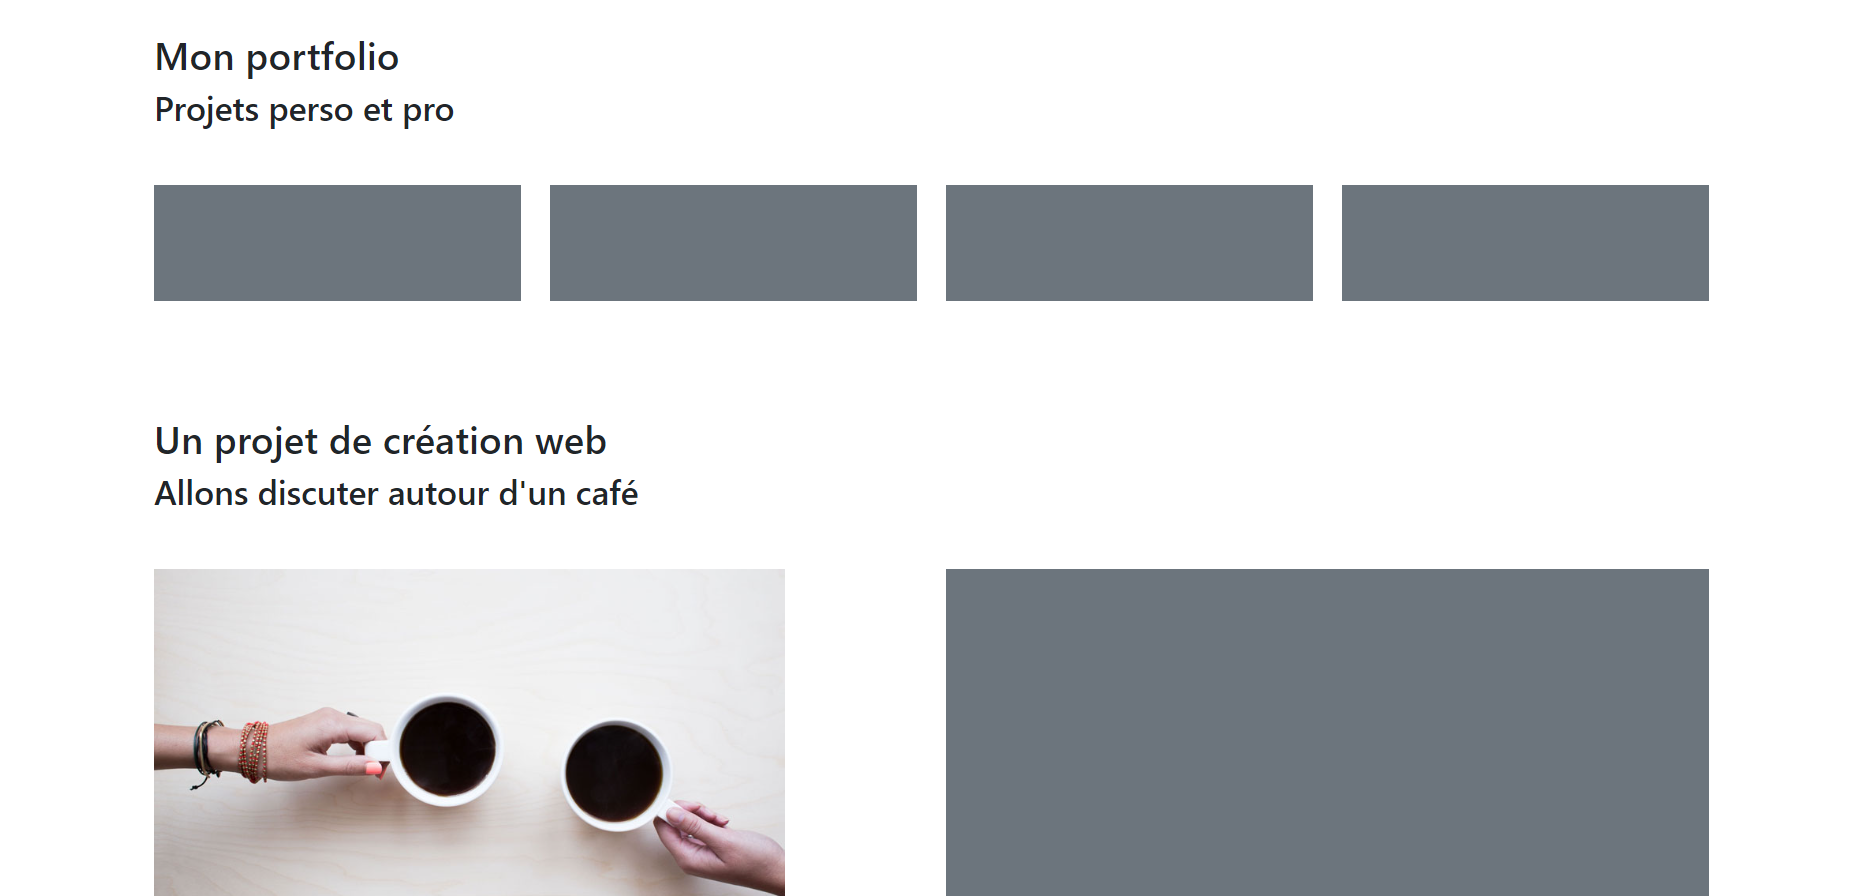 Mon portfolio
Projets perso et pro
Un projet de création web
Allons discuter autour d'un café